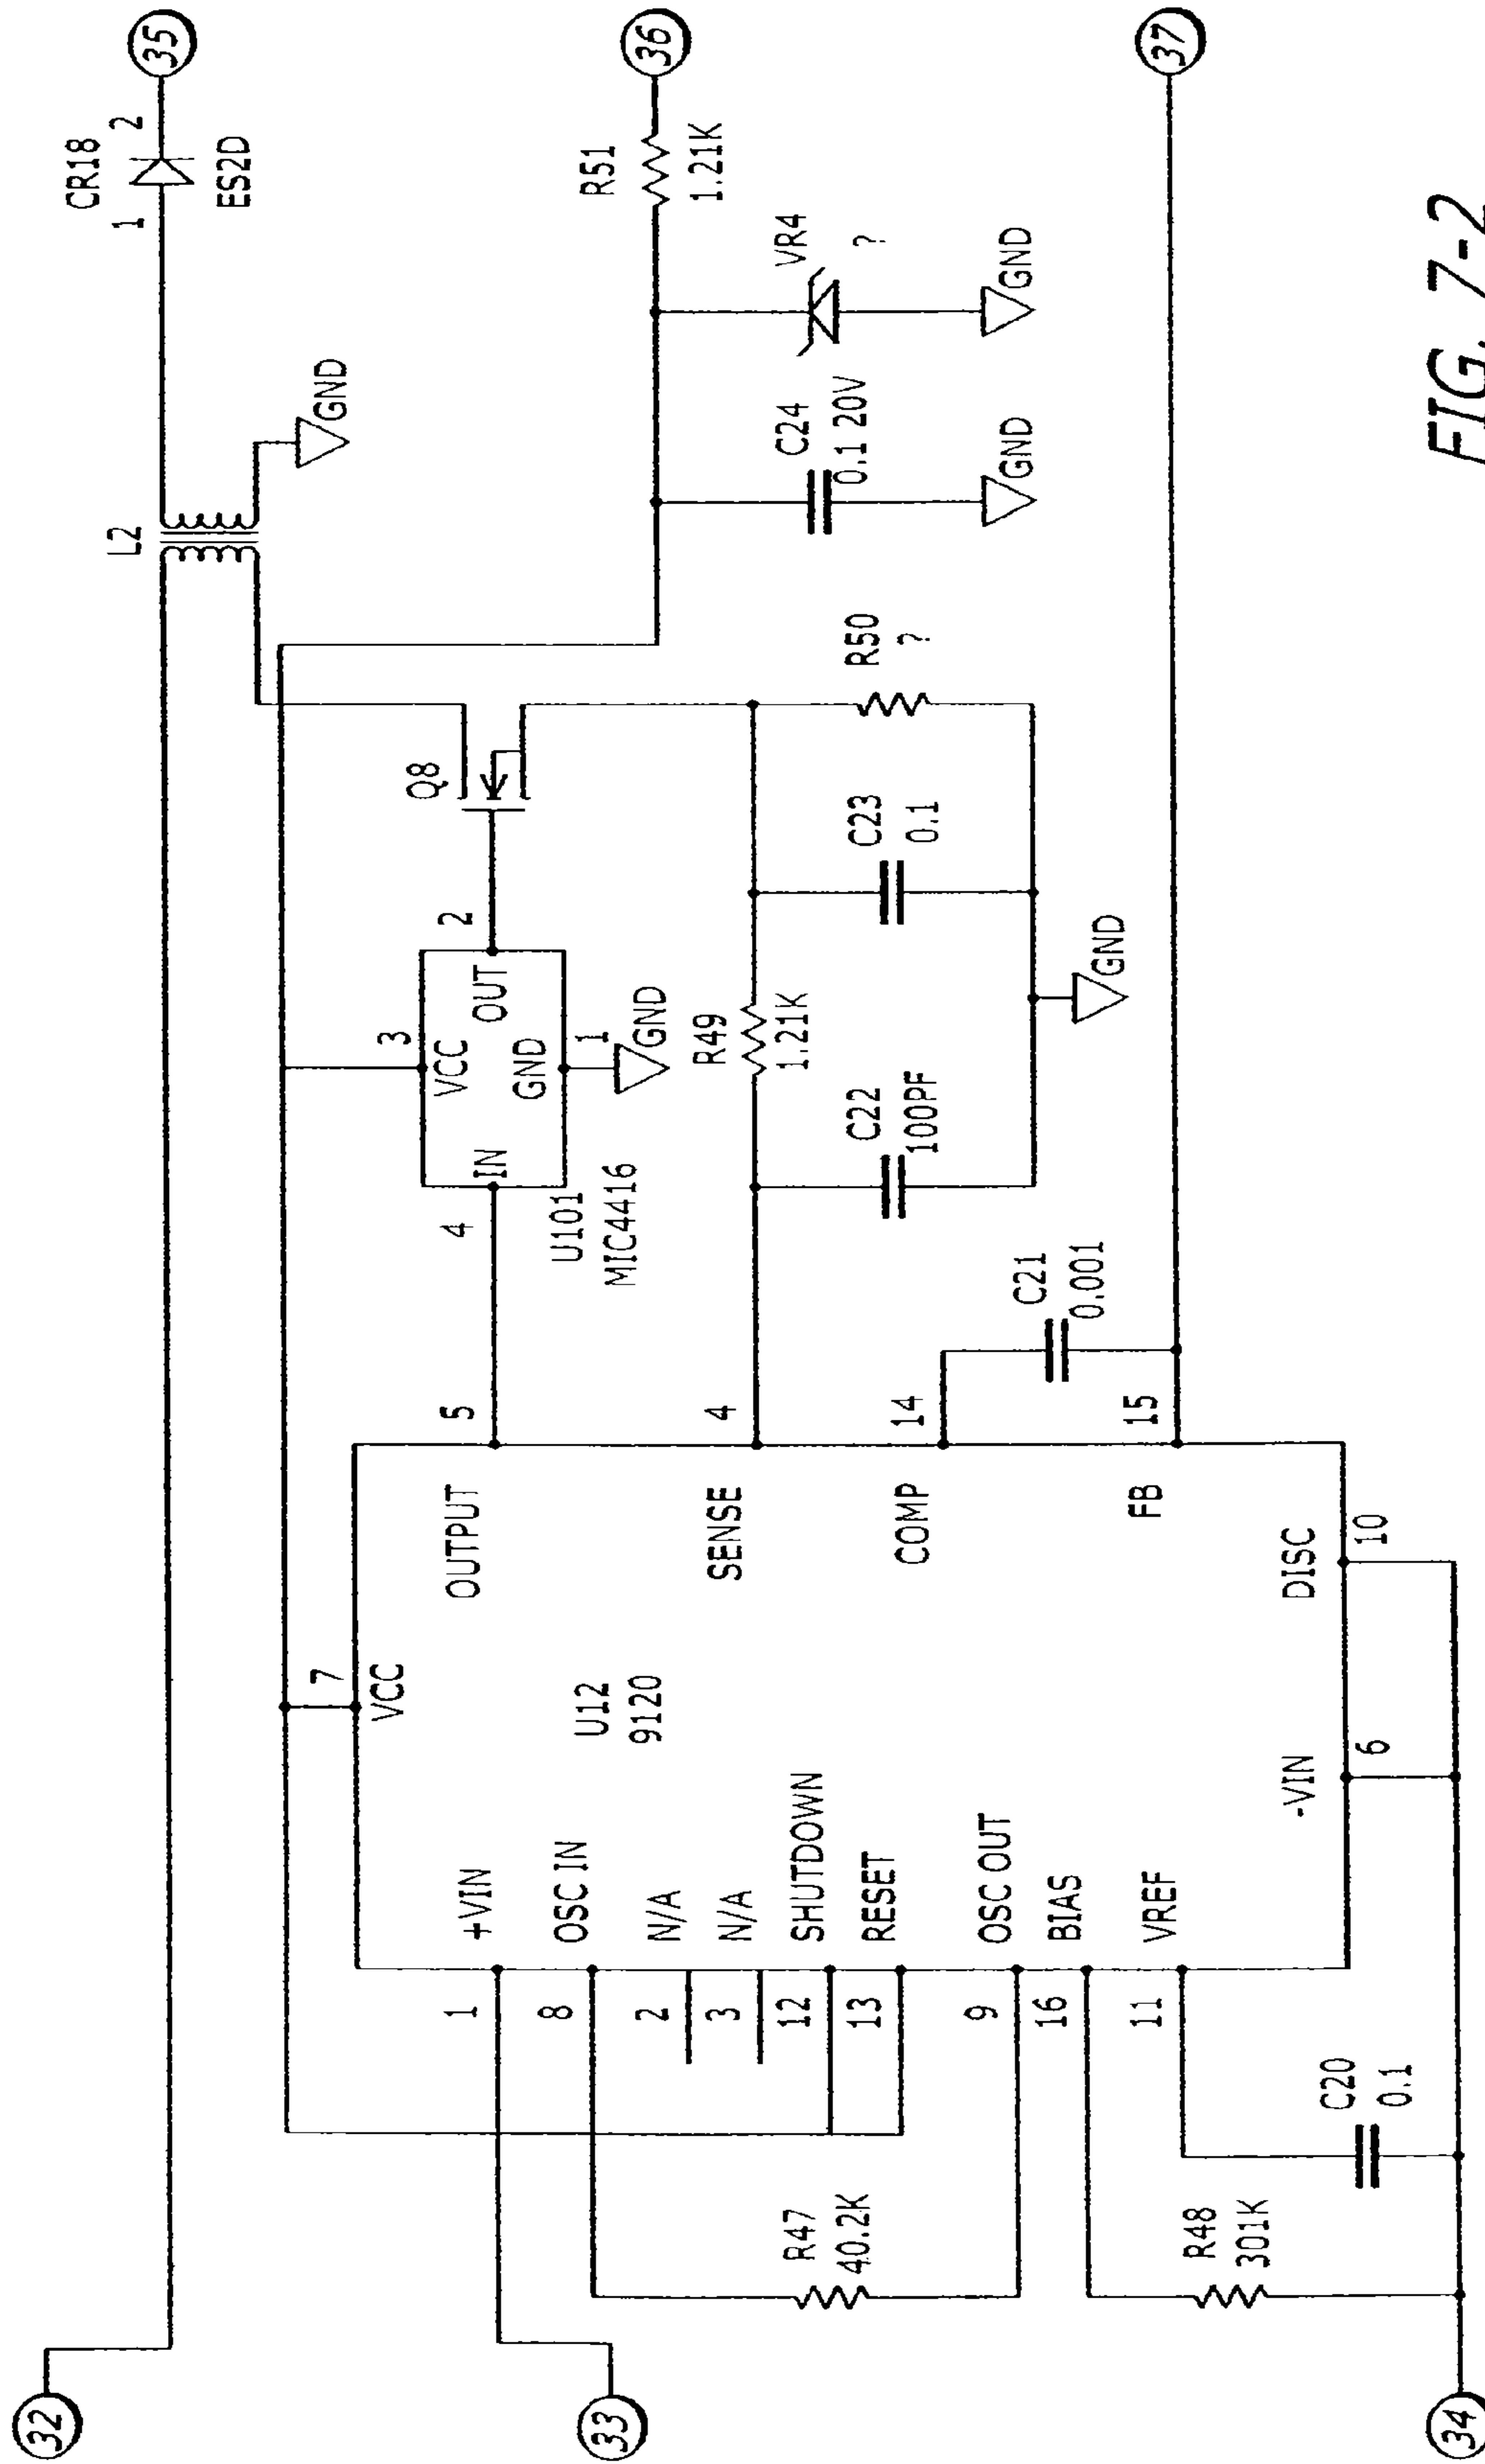 32
33
34
35
36
37
CR18
1
2
ES2D
L2
GND
R51
1.21K
VR4
?
GND
C24
0.1 20V
GND
Q8
R50
?
C23
0.1
2
3
VCC
OUT
GND
1
GND
IN
4
U101
MIC4416
R49
1.21K
C22
100PF
GND
C21
0.001
5
OUTPUT
4
SENSE
14
COMP
15
FB
DISC
10
7
VCC
U12
9120
-VIN
6
+VIN
1
OSC IN
8
N/A
2
N/A
3
SHUTDOWN
12
RESET
13
OSC OUT
9
BIAS
16
VREF
11
C20
0.1
R47
40.2K
R48
301K
FIG. 7-2